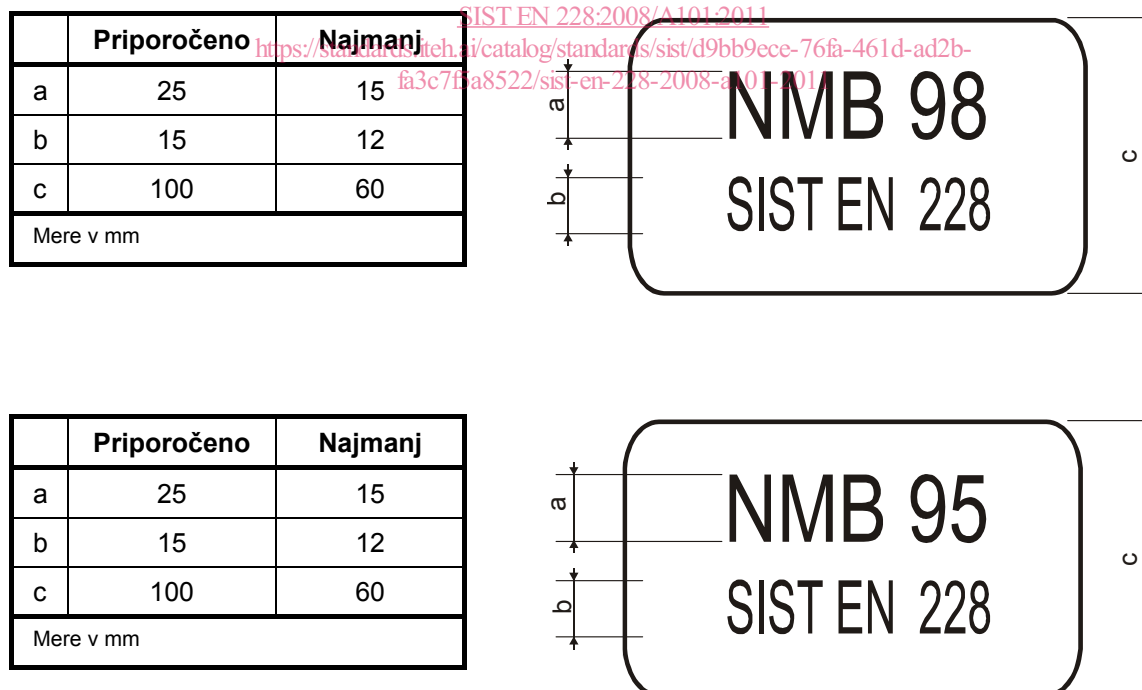 SIST EN 228:2008/A101:2011
https://standards.iteh.ai/catalog/standards/sist/d9bb9ece-76fa-461d-ad2b-
fa3c7f5a8522/sist-en-228-2008-a101-2011
Priporočeno Najmanj
a 25 15
b 15 12
c 100 60
Mere v mm
a
b
NMB 98
SIST EN 228
c
Priporočeno Najmanj
a 25 15
b 15 12
c 100 60
Mere v mm
a
b
NMB 95
SIST EN 228
c